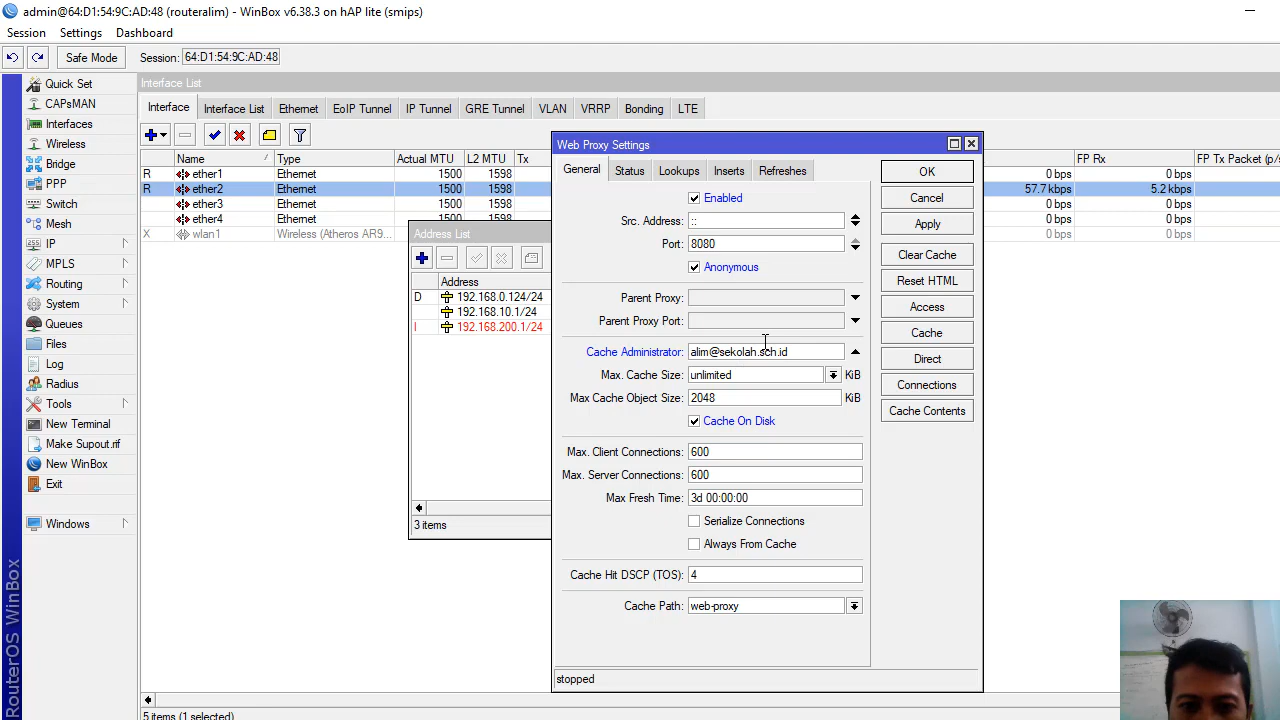 admin@64:D1:54:9C:AD:48 (routeralim) - WinBox v6.38.3 on hAP lite (smips)
Session Settings Dashboard
Safe Mode Session: 64:D1:54:9C:AD:48
Quick Set
CAPsMAN
Interfaces
Wireless
Bridge
PPP
Switch
Mesh
IP
MPLS
Routing
System
Queues
Files
Log
Radius
Tools
New Terminal
Make Supout.rif
New WinBox
Exit
Windows
RouterOS WinBox
Interface List
Interface Interface List Ethernet EoIP Tunnel IP Tunnel GRE Tunnel VLAN VRRP Bonding LTE
Name Type Actual MTU L2 MTU Tx FP Rx FP Tx Packet (p/s
R ether1 Ethernet 1500 1598 0 bps 0 bps
R ether2 Ethernet 1500 1598 57.7 kbps 5.2 kbps
ether3 Ethernet 1500 1598 0 bps 0 bps
ether4 Ethernet 1500 1598 0 bps 0 bps
X wlan1 Wireless (Atheros AR9... 0 bps 0 bps
5 items (1 selected)
Address List
Address
D 192.168.0.124/24
192.168.10.1/24
I 192.168.200.1/24
3 items
Web Proxy Settings
General Status Lookups Inserts Refreshes
Enabled
Src. Address: ::
Port: 8080
Anonymous
Parent Proxy:
Parent Proxy Port:
Cache Administrator: alim@sekolah.sch.id
Max. Cache Size: unlimited KiB
Max Cache Object Size: 2048 KiB
Cache On Disk
Max. Client Connections: 600
Max. Server Connections: 600
Max Fresh Time: 3d 00:00:00
Serialize Connections
Always From Cache
Cache Hit DSCP (TOS): 4
Cache Path: web-proxy
stopped
OK
Cancel
Apply
Clear Cache
Reset HTML
Access
Cache
Direct
Connections
Cache Contents